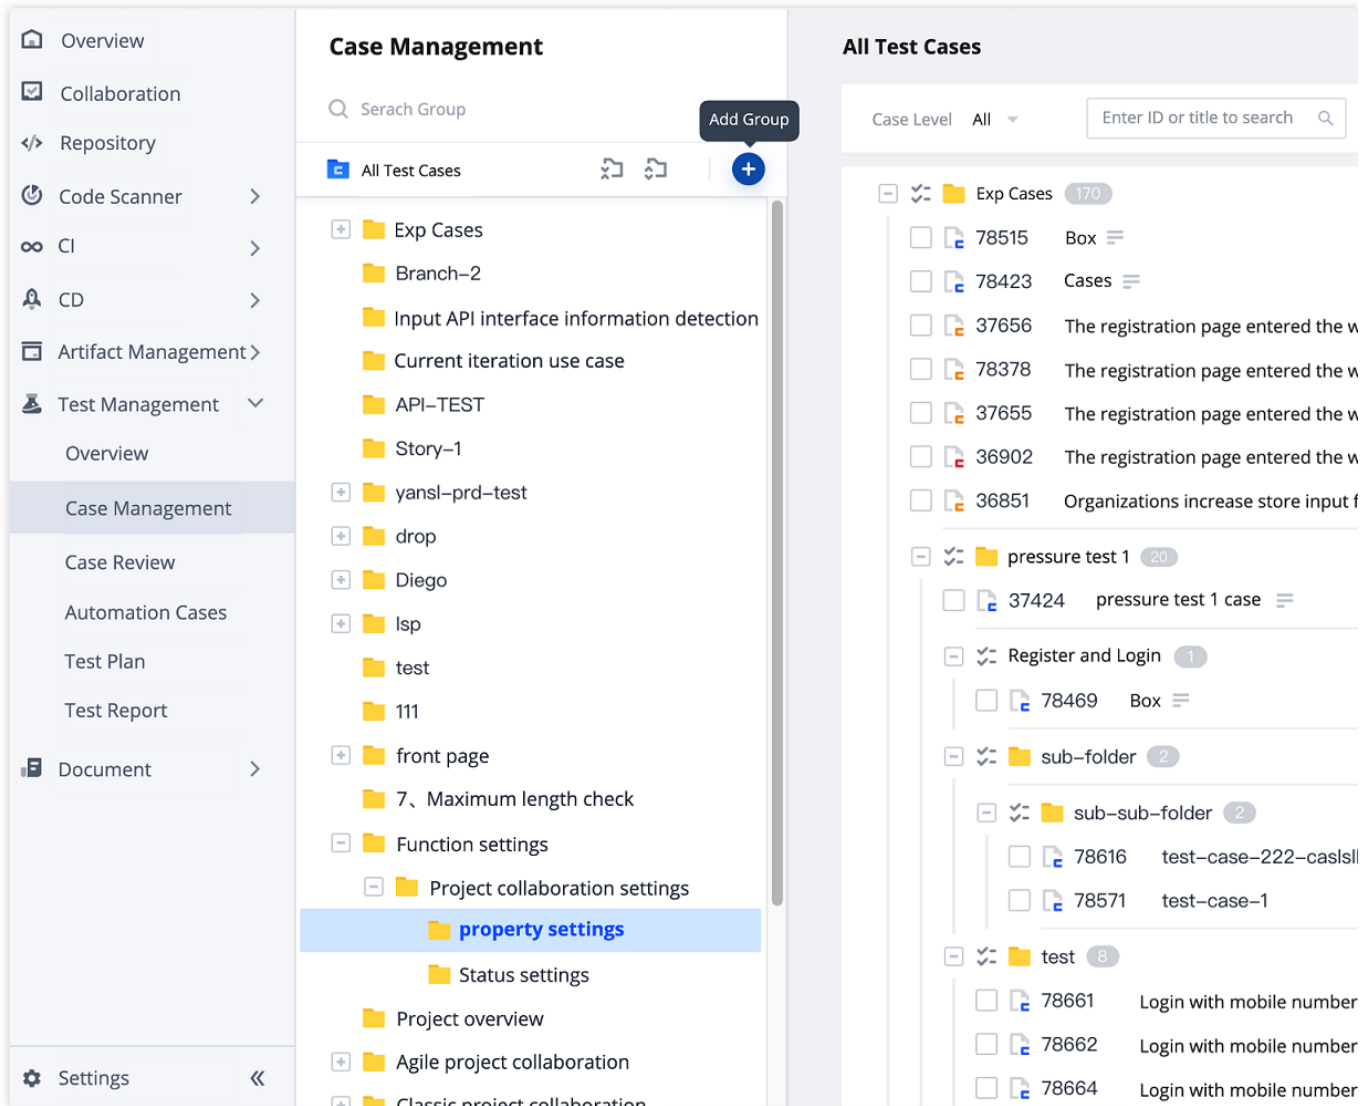 Overview
Collaboration
Repository
Code Scanner
CI
CD
Artifact Management
Test Management
Overview
Case Management
Case Review
Automation Cases
Test Plan
Test Report
Document
Settings
Case Management
Serach Group
Add Group
All Test Cases
Exp Cases
Branch-2
Input API interface information detection
Current iteration use case
API-TEST
Story-1
yansl-prd-test
drop
Diego
lsp
test
111
front page
7、Maximum length check
Function settings
Project collaboration settings
property settings
Status settings
Project overview
Agile project collaboration
Classic project collaboration
All Test Cases
Case Level All
Enter ID or title to search
Exp Cases 170
78515 Box
78423 Cases
37656 The registration page entered the w
78378 The registration page entered the w
37655 The registration page entered the w
36902 The registration page entered the w
36851 Organizations increase store input f
pressure test 1 20
37424 pressure test 1 case
Register and Login 1
78469 Box
sub-folder 2
sub-sub-folder 2
78616 test-case-222-caslsll
78571 test-case-1
test 8
78661 Login with mobile number
78662 Login with mobile number
78664 Login with mobile number